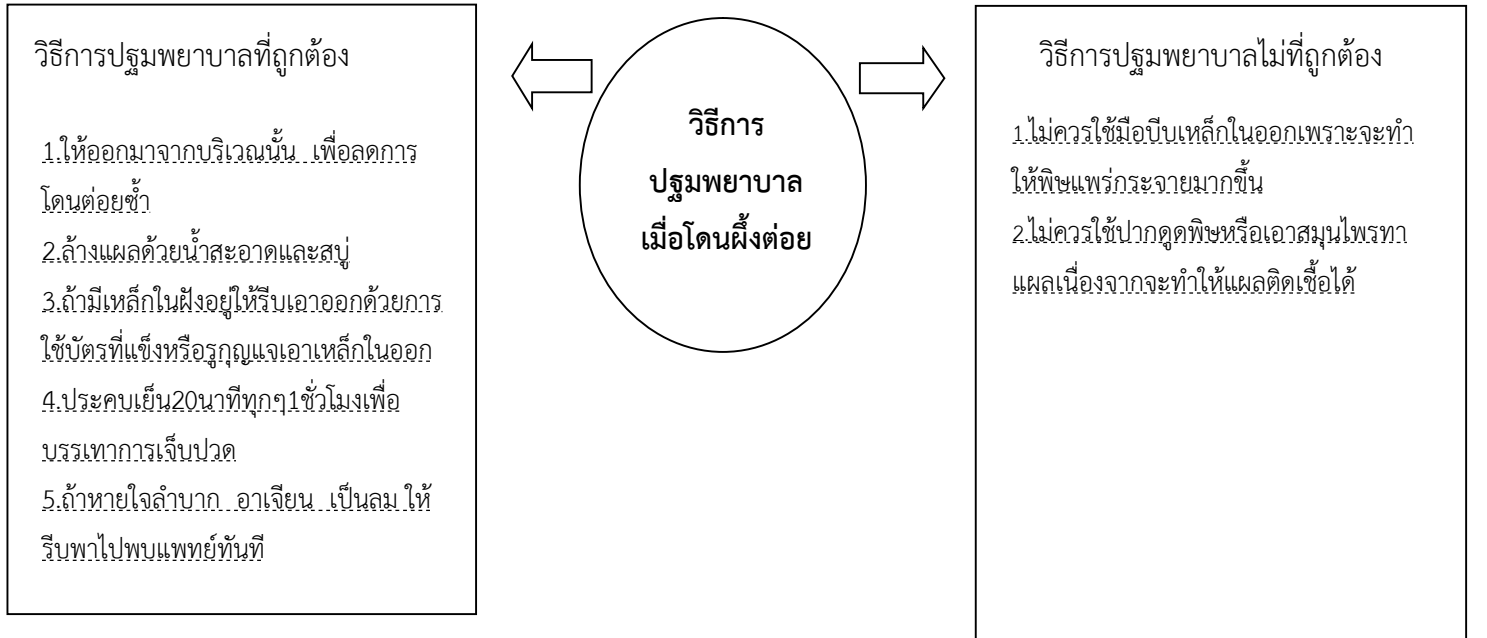 วิธีการปฐมพยาบาลที่ถูกต้อง
1.ให้ออกมาจากบริเวณนั้น เพื่อลดการ
โดนต่อยซ้ำ
2.ล้างแผลด้วยน้ำสะอาดและสบู่
3.ถ้ามีเหล็กในฝังอยู่ให้รีบเอาออกด้วยการ
ใช้บัตรที่แข็งหรือรูกุญแจเอาเหล็กในออก
4.ประคบเย็น20นาทีทุกๆ1ชั่วโมงเพื่อ
บรรเทาการเจ็บปวด
5.ถ้าหายใจลำบาก อาเจียน เป็นลม ให้
รีบพาไปพบแพทย์ทันที
วิธีการ
ปฐมพยาบาล
เมื่อโดนผึ้งต่อย
วิธีการปฐมพยาบาลไม่ที่ถูกต้อง
1.ไม่ควรใช้มือบีบเหล็กในออกเพราะจะทำ
ให้พิษแพร่กระจายมากขึ้น
2.ไม่ควรใช้ปากดูดพิษหรือเอาสมุนไพรทา
แผลเนื่องจากจะทำให้แผลติดเชื้อได้